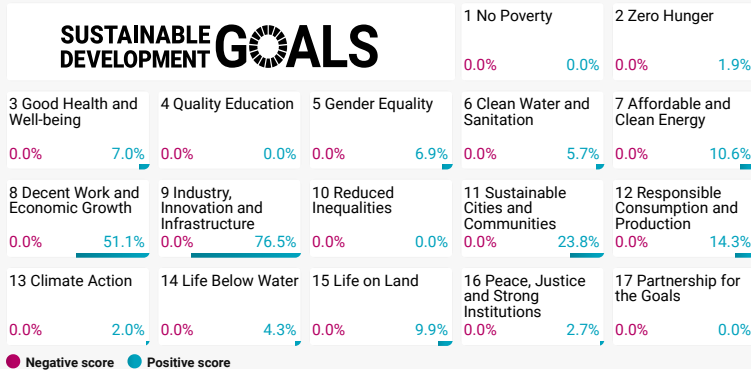 SUSTAINABLE
DEVELOPMENT
GOALS
1 No Poverty
0.0% 0.0%
2 Zero Hunger
0.0% 1.9%
3 Good Health and
Well-being
0.0% 7.0%
4 Quality Education
0.0% 0.0%
5 Gender Equality
0.0% 6.9%
6 Clean Water and
Sanitation
0.0% 5.7%
7 Affordable and
Clean Energy
0.0% 10.6%
8 Decent Work and
Economic Growth
0.0% 51.1%
9 Industry,
Innovation and
Infrastructure
0.0% 76.5%
10 Reduced
Inequalities
0.0% 0.0%
11 Sustainable
Cities and
Communities
0.0% 23.8%
12 Responsible
Consumption and
Production
0.0% 14.3%
13 Climate Action
0.0% 2.0%
14 Life Below Water
0.0% 4.3%
15 Life on Land
0.0% 9.9%
16 Peace, Justice
and Strong
Institutions
0.0% 2.7%
17 Partnership for
the Goals
0.0% 0.0%
Negative score Positive score